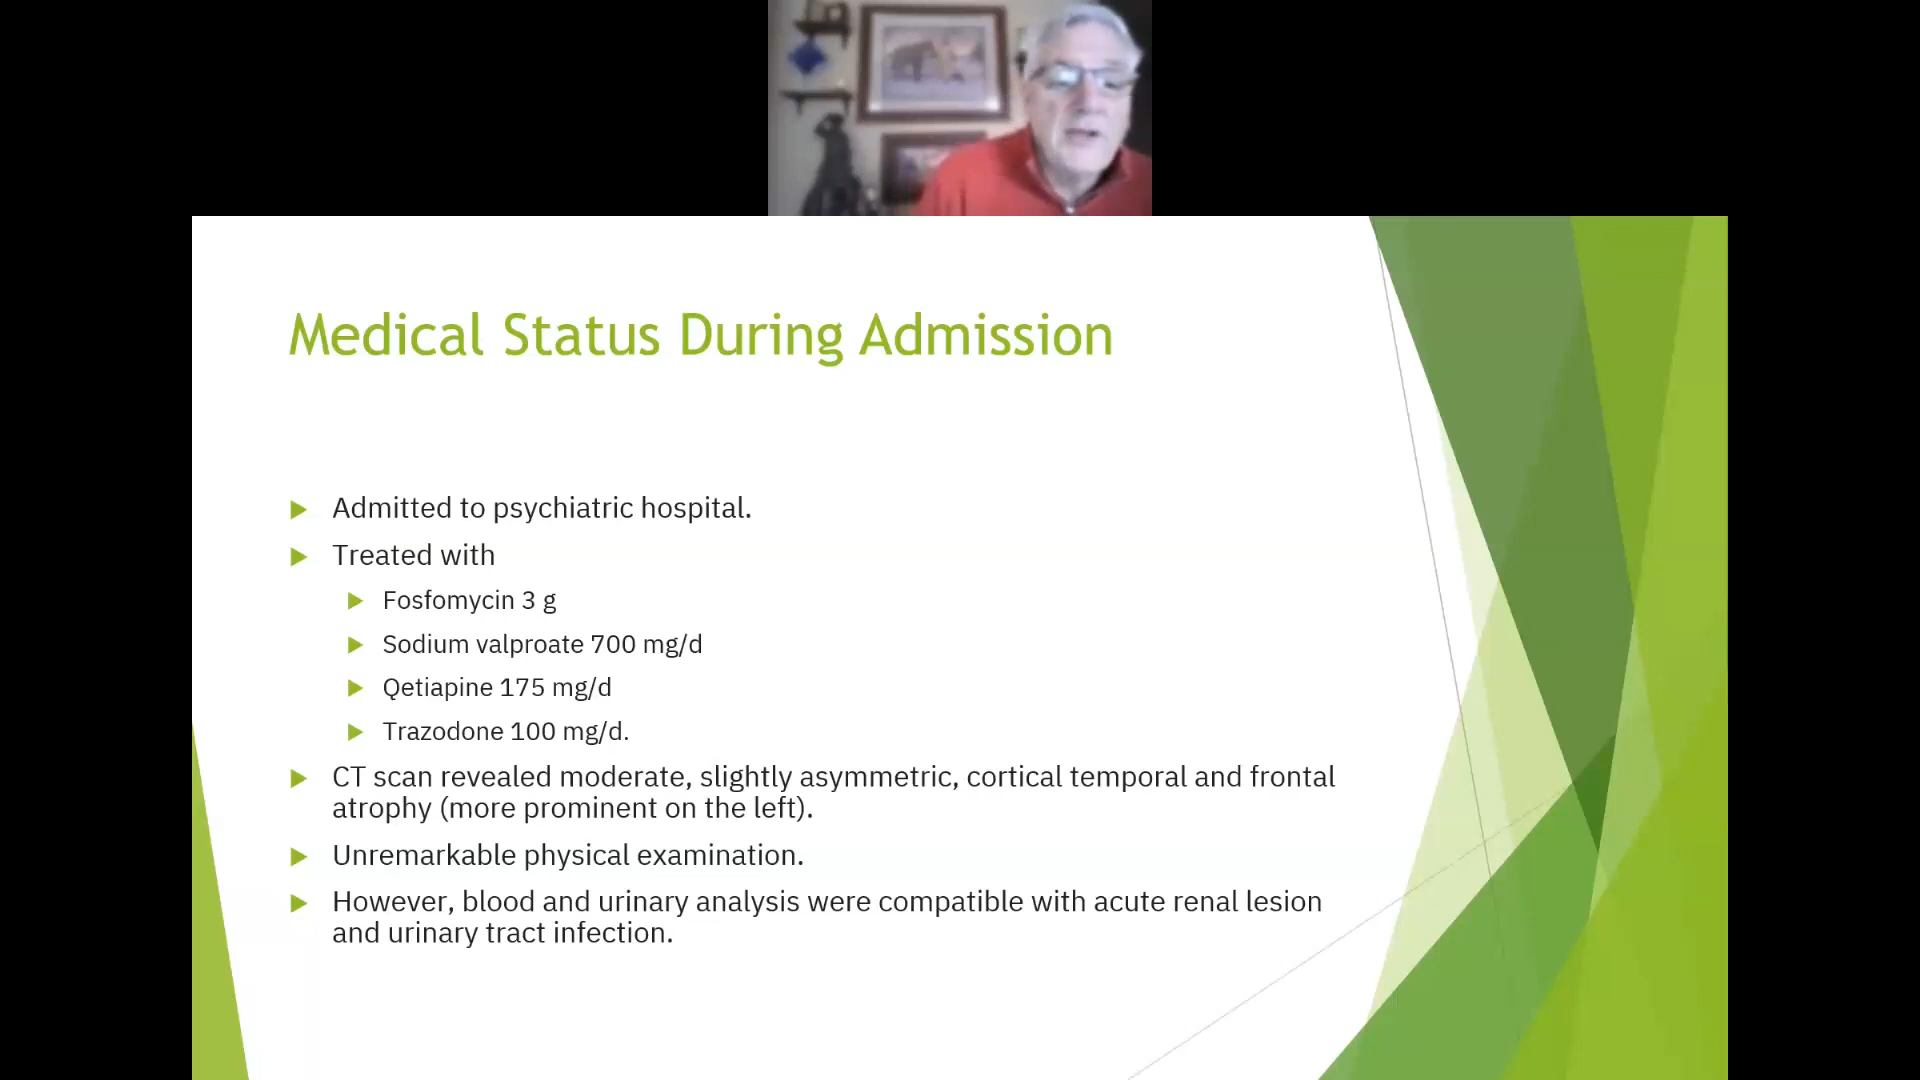 Medical Status During Admission
Admitted to psychiatric hospital.
Treated with
Fosfomycin 3 g
Sodium valproate 700 mg/d
Qetiapine 175 mg/d
Trazodone 100 mg/d.
CT scan revealed moderate, slightly asymmetric, cortical temporal and frontal
atrophy (more prominent on the left).
Unremarkable physical examination.
However, blood and urinary analysis were compatible with acute renal lesion
and urinary tract infection.